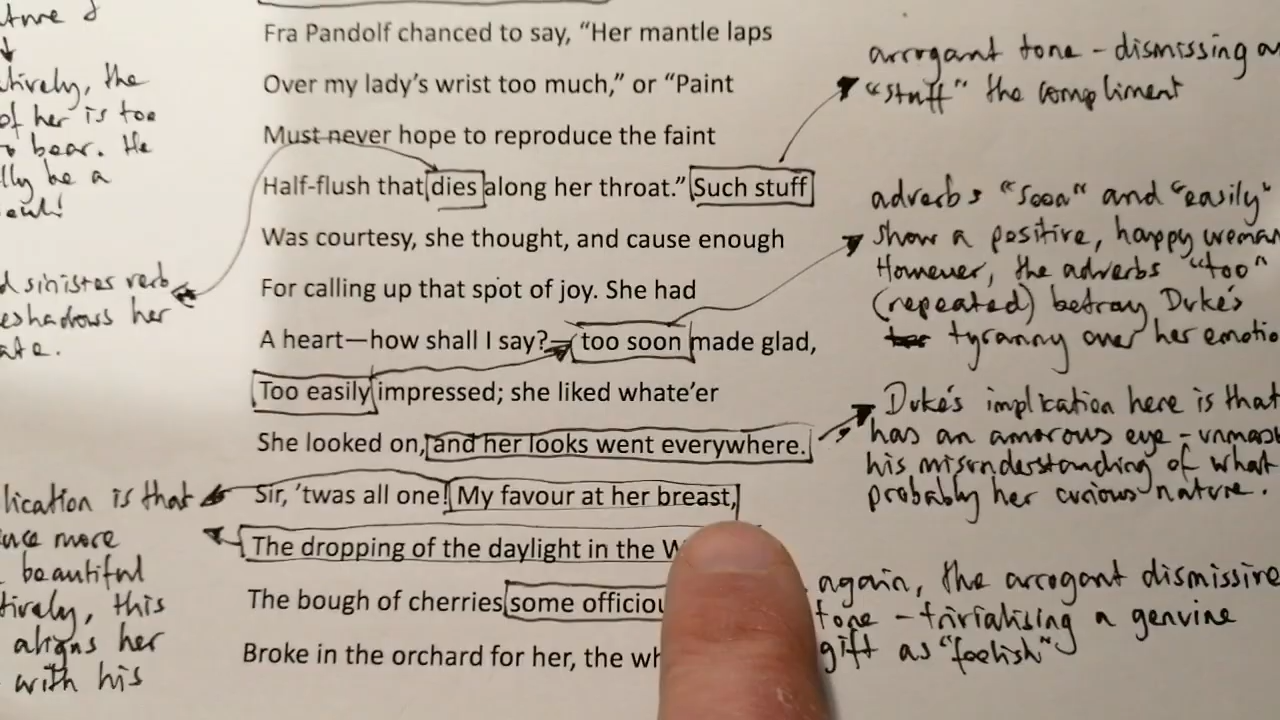 Fra Pandolf chanced to say, “Her mantle laps
Over my lady’s wrist too much,” or “Paint
Must never hope to reproduce the faint
Half-flush that dies along her throat.” Such stuff
Was courtesy, she thought, and cause enough
For calling up that spot of joy. She had
A heart—how shall I say?— too soon made glad,
Too easily impressed; she liked whate’er
She looked on, and her looks went everywhere.
Sir, ’twas all one! My favour at her breast,
The dropping of the daylight in the W
The bough of cherries some officiou
Broke in the orchard for her, the wh
the
of her is too
bear. He
be a
sinister verb
her
lication is that
more
beautiful
this
aligns her
with his
arrogant tone - dismissing as
"stuff" the compliment
adverbs "soon" and "easily"
show a positive, happy woman
However, the adverbs "too"
(repeated) betray Duke's
tyranny over her emotio
Duke's implication here is that
has an amorous eye - unmask
his misunderstanding of what
probably her curious nature.
again, the arrogant dismissive
tone - trivialising a genuine
gift as "foolish"